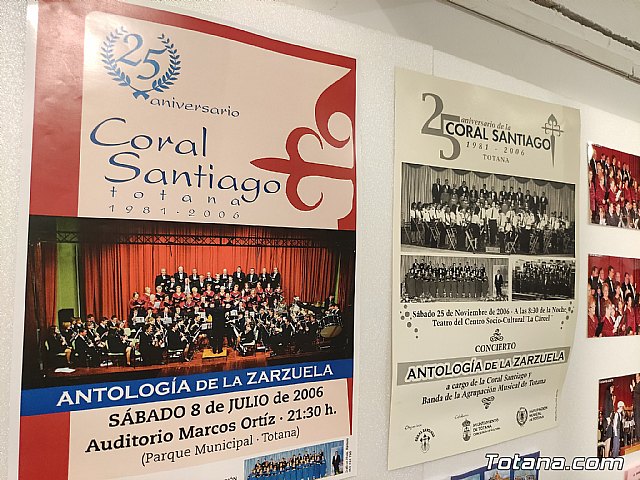 25
aniversario
Coral
Santiago
totana
1981-2006
ANTOLOGÍA DE LA ZARZUELA
SÁBADO 8 de JULIO de 2006
Auditorio Marcos Ortíz · 21:30 h.
(Parque Municipal · Totana)
25 aniversario de la
CORAL SANTIAGO
1981 - 2006
TOTANA
Sábado 25 de Noviembre de 2006 - A las 8:30 de la Noche
Teatro del Centro Socio-Cultural "La Cárcel"
CONCIERTO
ANTOLOGÍA DE LA ZARZUELA
a cargo de la Coral Santiago y
Banda de la Agrupación Musical de Totana
www.Totana.com